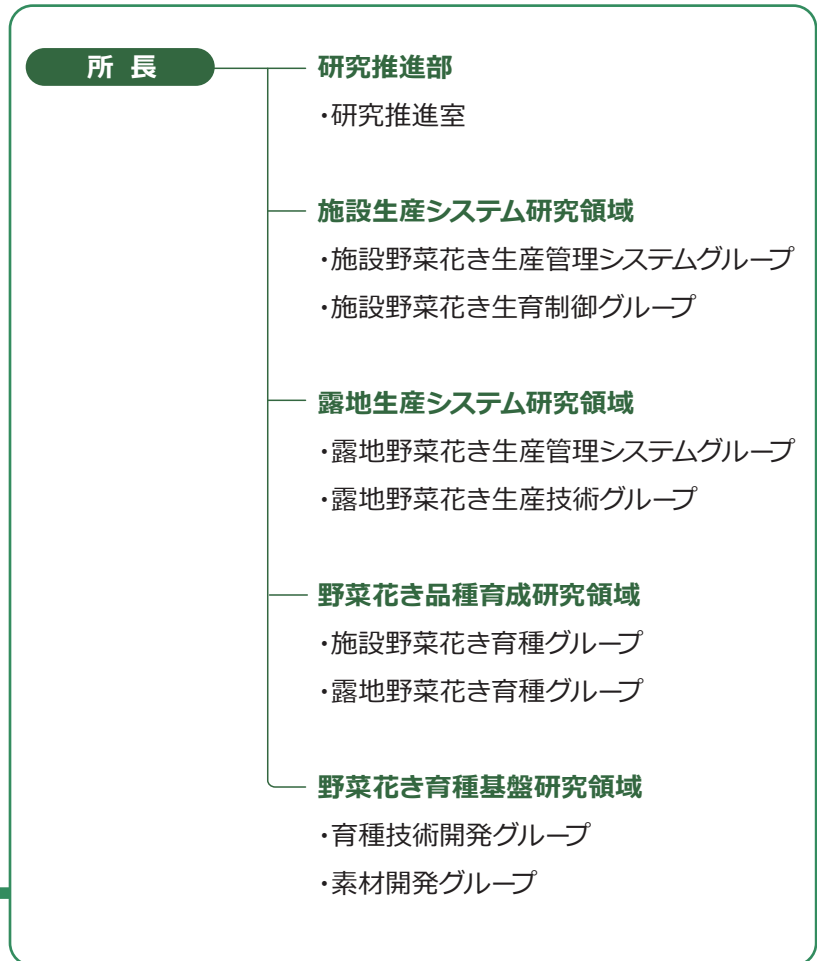 所 長
研究推進部
・研究推進室
施設生産システム研究領域
・施設野菜花き生産管理システムグループ
・施設野菜花き生育制御グループ
露地生産システム研究領域
・露地野菜花き生産管理システムグループ
・露地野菜花き生産技術グループ
野菜花き品種育成研究領域
・施設野菜花き育種グループ
・露地野菜花き育種グループ
野菜花き育種基盤研究領域
・育種技術開発グループ
・素材開発グループ